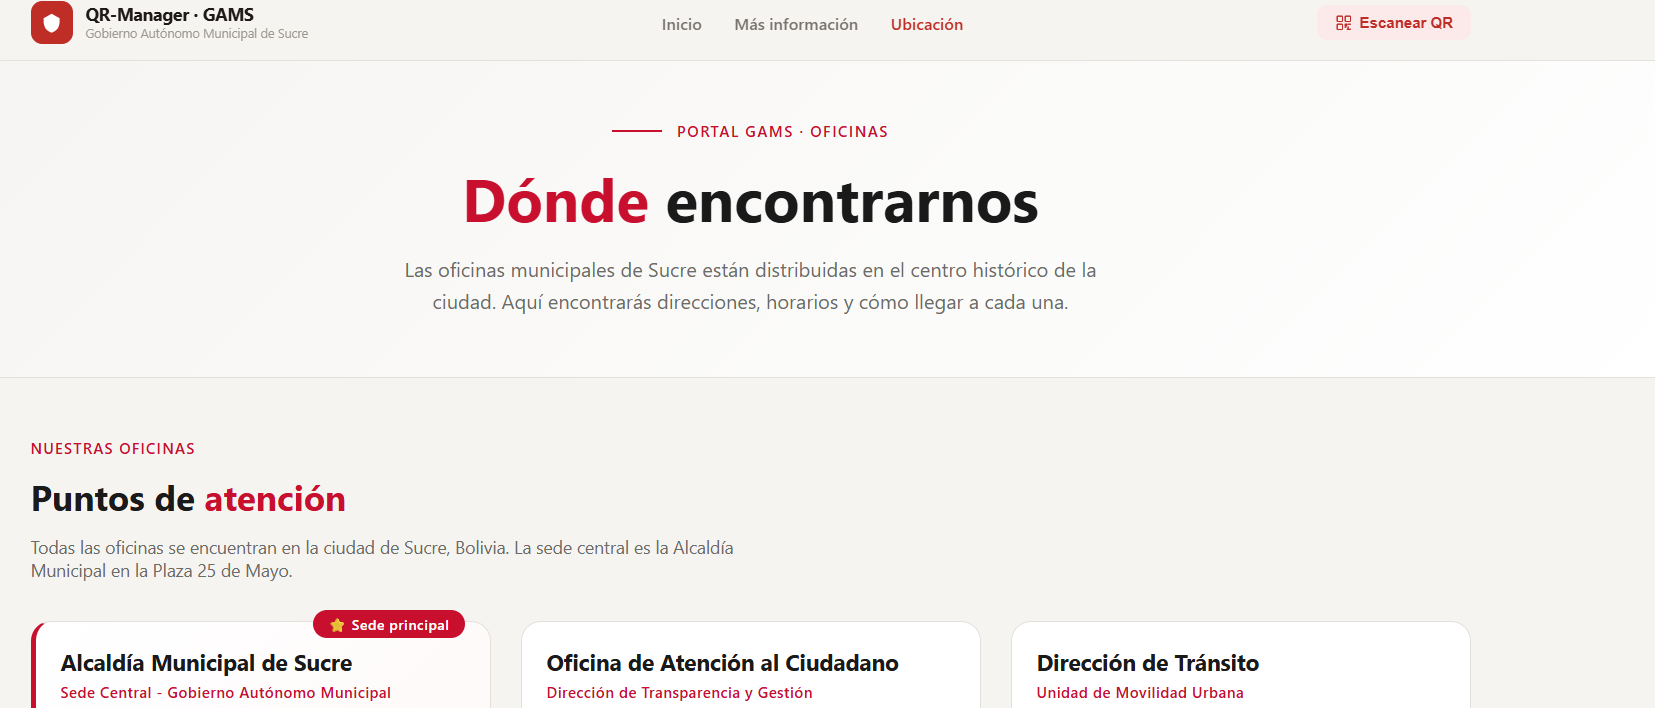 QR-Manager · GAMS
Gobierno Autónomo Municipal de Sucre
Inicio
Más información
Ubicación
Escanear QR
PORTAL GAMS · OFICINAS
Dónde encontrarnos
Las oficinas municipales de Sucre están distribuidas en el centro histórico de la
ciudad. Aquí encontrarás direcciones, horarios y cómo llegar a cada una.
NUESTRAS OFICINAS
Puntos de atención
Todas las oficinas se encuentran en la ciudad de Sucre, Bolivia. La sede central es la Alcaldía
Municipal en la Plaza 25 de Mayo.
Sede principal
Alcaldía Municipal de Sucre
Sede Central - Gobierno Autónomo Municipal
Oficina de Atención al Ciudadano
Dirección de Transparencia y Gestión
Dirección de Tránsito
Unidad de Movilidad Urbana